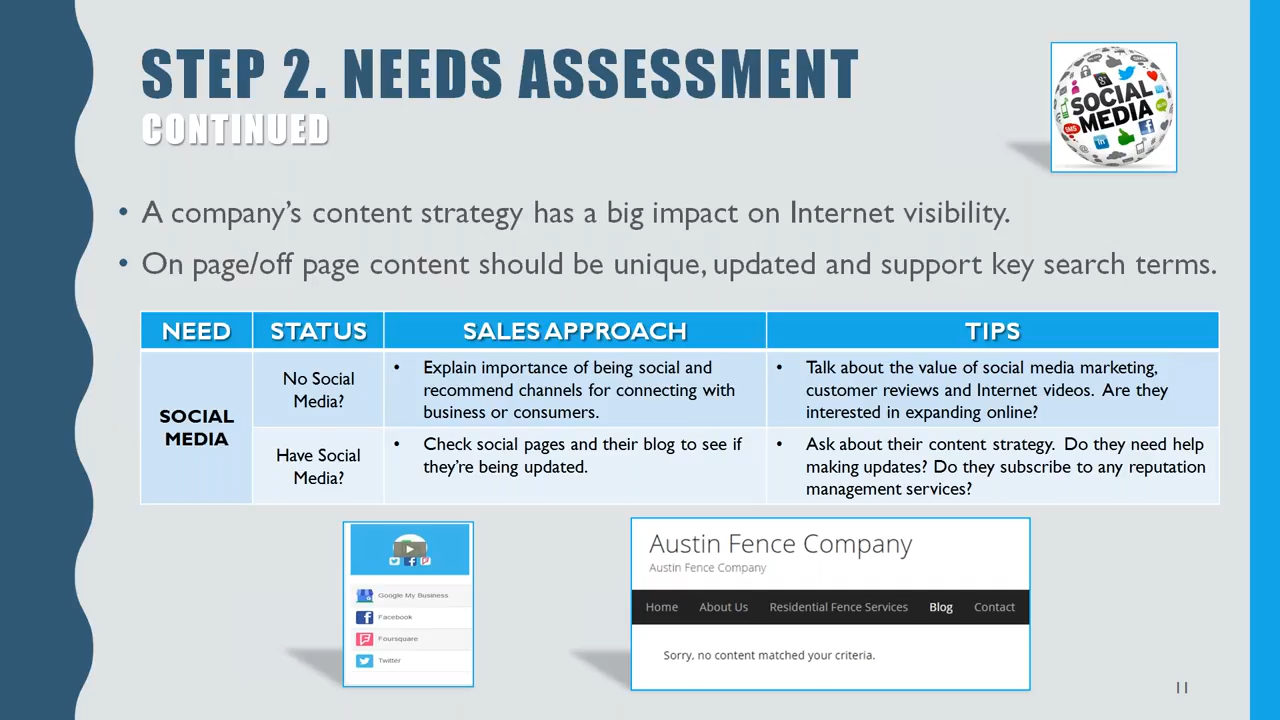 STEP 2. NEEDS ASSESSMENT
CONTINUED
SOCIAL
MEDIA
SMS
• A company's content strategy has a big impact on Internet visibility.
• On page/off page content should be unique, updated and support key search terms.
NEED STATUS SALES APPROACH TIPS
SOCIAL
MEDIA
No Social
Media?
• Explain importance of being social and
recommend channels for connecting with
business or consumers.
• Talk about the value of social media marketing,
customer reviews and Internet videos. Are they
interested in expanding online?
Have Social
Media?
• Check social pages and their blog to see if
they're being updated.
• Ask about their content strategy. Do they need help
making updates? Do they subscribe to any reputation
management services?
Google My Business
Facebook
Foursquare
Twitter
Austin Fence Company
Austin Fence Company
Home About Us Residential Fence Services Blog Contact
Sorry, no content matched your criteria.
11